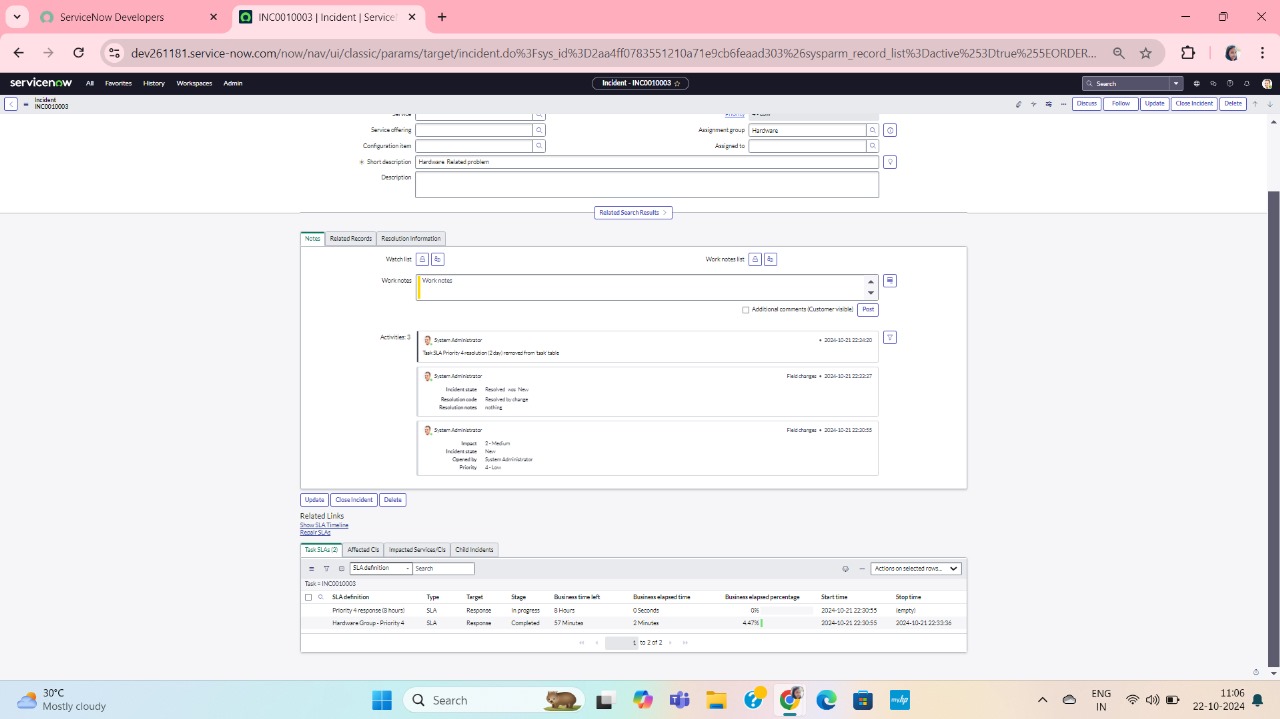 ServiceNow Developers
INC0010003 | Incident | Service
dev261181.service-now.com/now/nav/ui/classic/params/target/incident.do%3Fsys_id%3D2aa4ff0783551210a71e9cb6feaad303%26sysparm_record_list%3Dactive%253Dtrue%255EORDER...
servicenow All Favorites History Workspaces Admin Incident - INC0010003 Search
Incident
INC0010003
Discuss Follow Update Close Incident Delete
Service Priority 4 - Low
Service offering Assignment group Hardware
Configuration item Assigned to
Short description Hardware Related problem
Description
Related Search Results
Notes Related Records Resolution Information
Watch list Work notes list
Work notes Work notes
Additional comments (Customer visible) Post
Activities: 3 System Administrator • 2024-10-21 22:34:20
Task SLA Priority 4 resolution (2 day) removed from 'task' table
System Administrator Field changes • 2024-10-21 22:33:37
Incident state Resolved was New
Resolution code Resolved by change
Resolution notes nothing
System Administrator Field changes • 2024-10-21 22:30:55
Impact 2 - Medium
Incident state New
Opened by System Administrator
Priority 4 - Low
Update Close Incident Delete
Related Links
Show SLA Timeline
Repair SLAs
Task SLAs (2) Affected CIs Impacted Services/CIs Child Incidents
SLA definition Search Actions on selected rows...
Task = INC0010003
SLA definition Type Target Stage Business time left Business elapsed time Business elapsed percentage Start time Stop time
Priority 4 response (8 hours) SLA Response In progress 8 Hours 0 Seconds 0% 2024-10-21 22:30:55 (empty)
Hardware Group - Priority 4 SLA Response Completed 57 Minutes 2 Minutes 4.47% 2024-10-21 22:30:55 2024-10-21 22:33:36
1 to 2 of 2
30°C
Mostly cloudy
Search
ENG
IN
11:06
22-10-2024